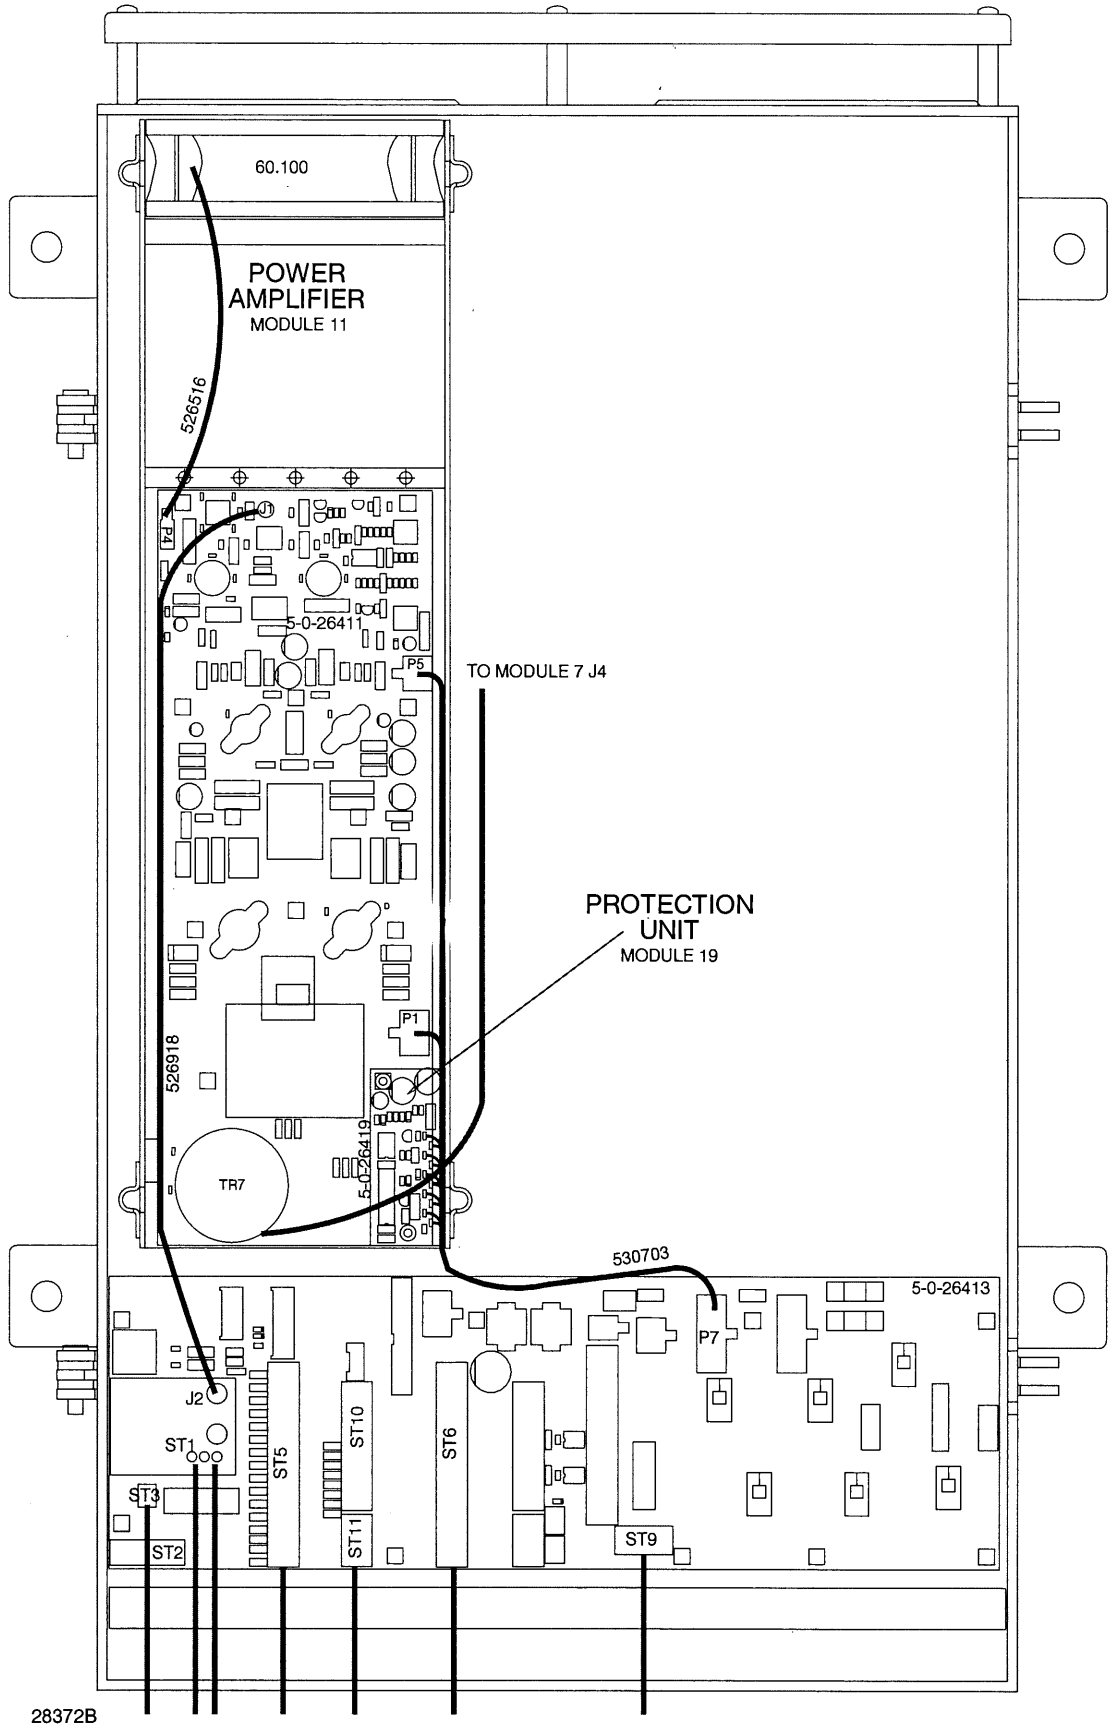 60.100
POWER
AMPLIFIER
MODULE 11
526516
J1
P4
5-0-26411
P5
TO MODULE 7 J4
PROTECTION
UNIT
MODULE 19
P1
526918
5-0-26419
TR7
530703
5-0-26413
P7
J2
ST1
ST5
ST10
ST6
ST3
ST11
ST9
ST2
28372B